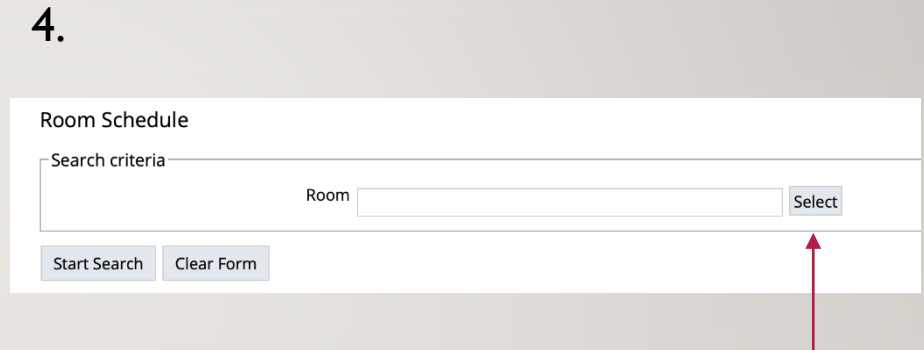 4.
Room Schedule
Search criteria
Room Select
Start Search Clear Form